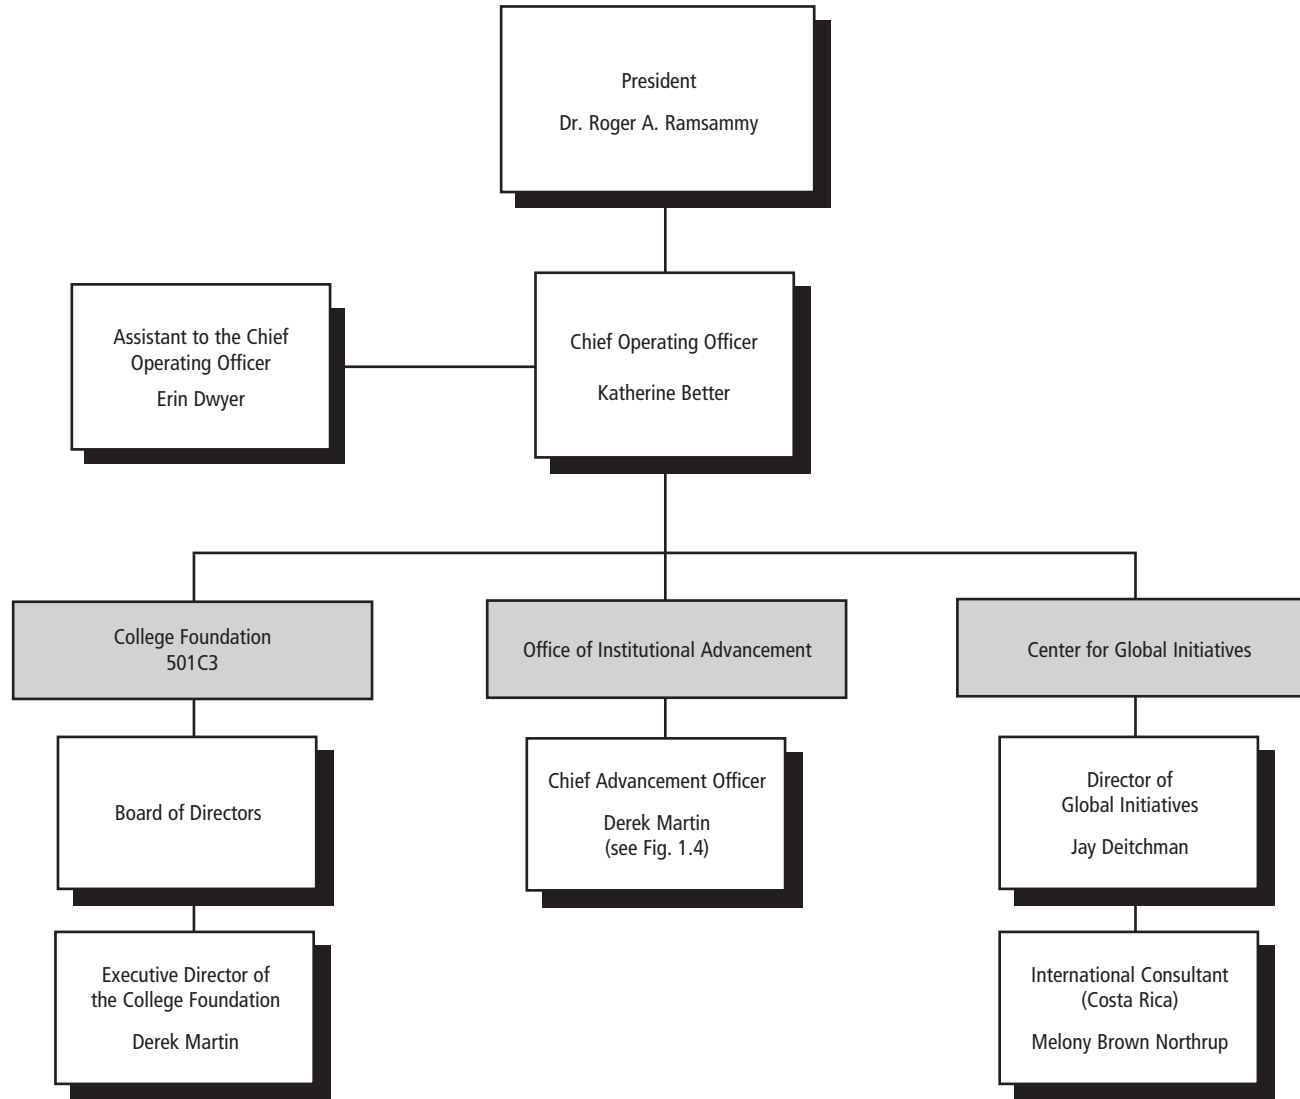 President
Dr. Roger A. Ramsammy
Assistant to the Chief
Operating Officer
Erin Dwyer
Chief Operating Officer
Katherine Better
College Foundation
501C3
Office of Institutional Advancement
Center for Global Initiatives
Board of Directors
Chief Advancement Officer
Derek Martin
(see Fig. 1.4)
Director of
Global Initiatives
Jay Deitchman
Executive Director of
the College Foundation
Derek Martin
International Consultant
(Costa Rica)
Melony Brown Northrup